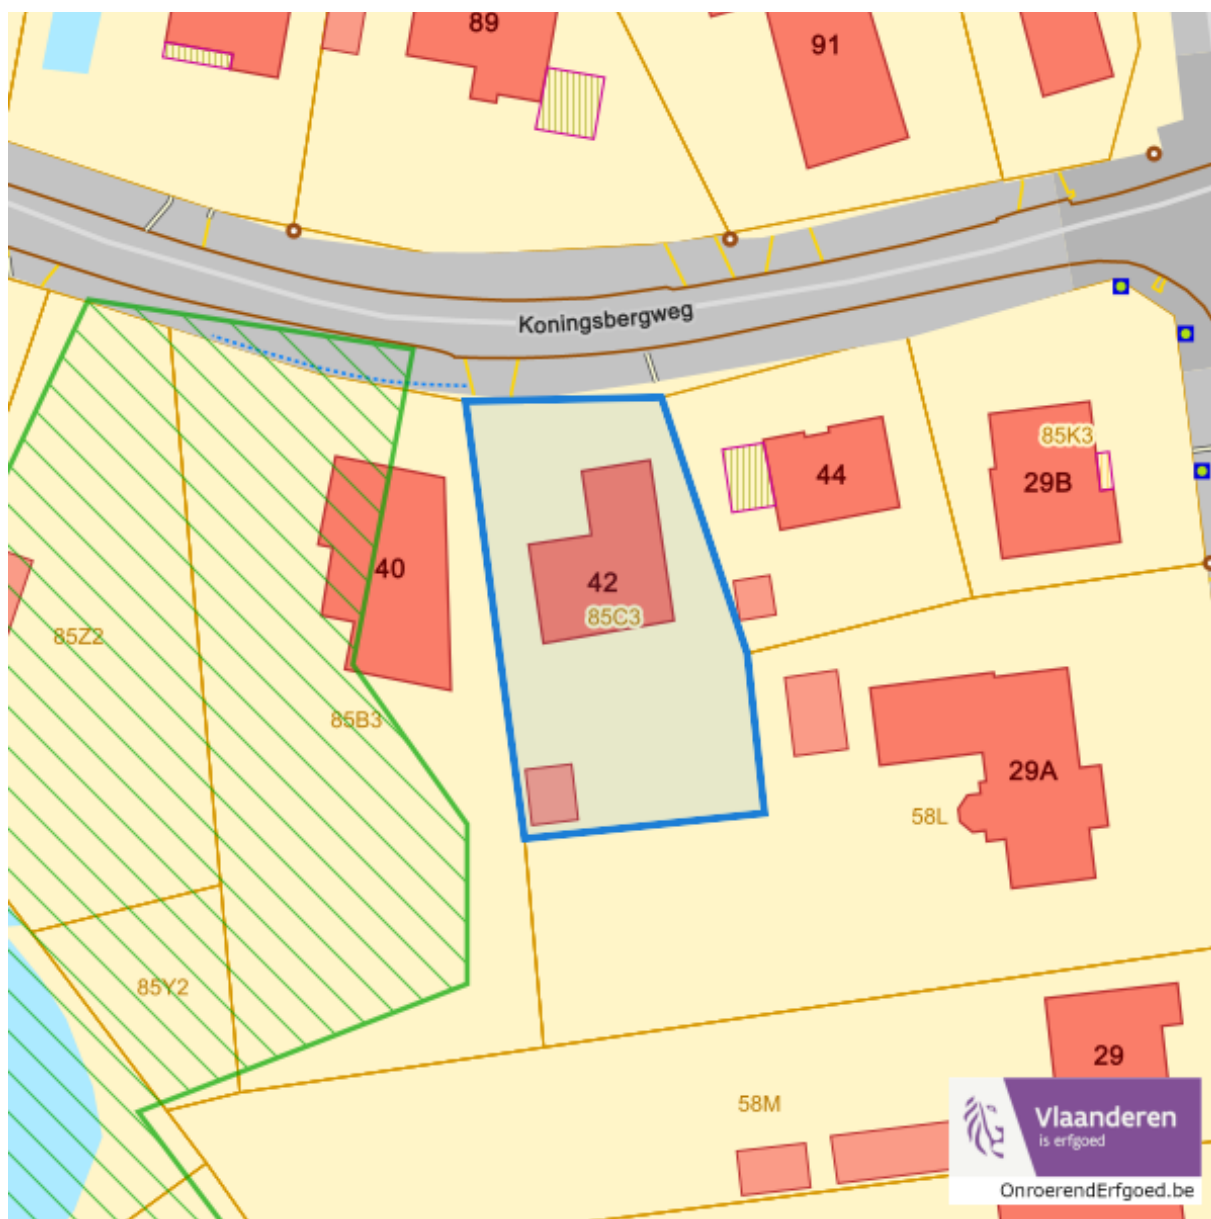 89
91
Koningsbergweg
85K3
44
29B
40
42
85C3
85Z2
85B3
29A
58L
85Y2
29
58M
Vlaanderen
is erfgoed
OnroerendErfgoed.be